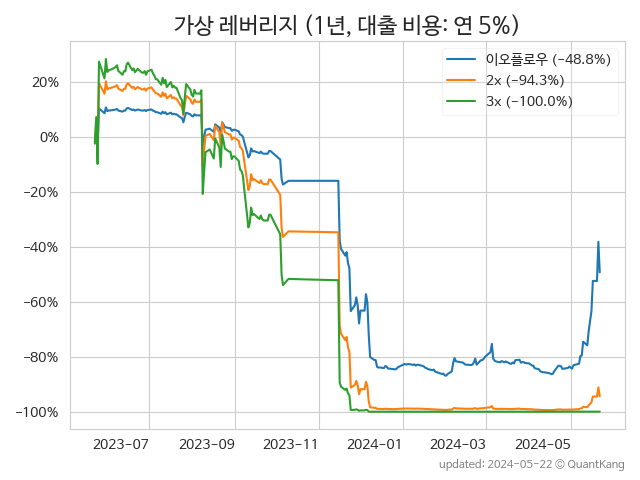 가상 레버리지 (1년, 대출 비용: 연 5%)
이오플로우 (−48.8%)
2x (−94.3%)
3x (−100.0%)
20%
0%
−20%
−40%
−60%
−80%
−100%
2023-07 2023-09 2023-11 2024-01 2024-03 2024-05
updated: 2024-05-22 © QuantKang